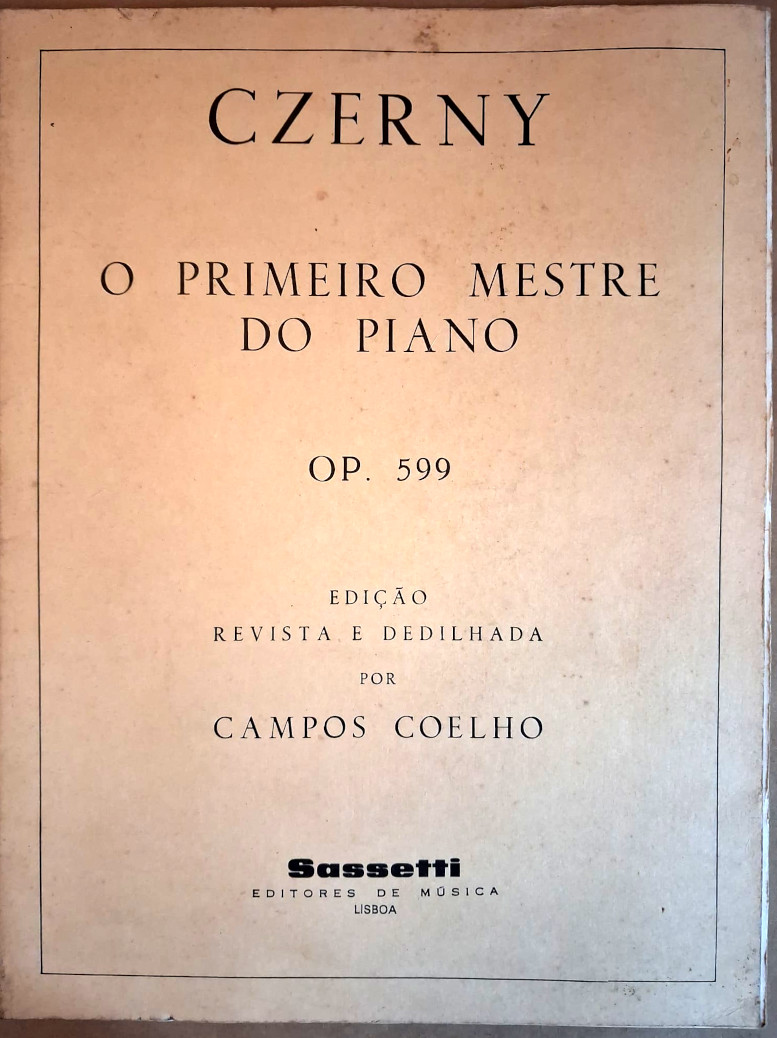 CZERNY
O PRIMEIRO MESTRE
DO PIANO
OP. 599
EDIÇÃO
REVISTA E DEDILHADA
POR
CAMPOS COELHO
Sassetti
EDITORES DE MÚSICA
LISBOA